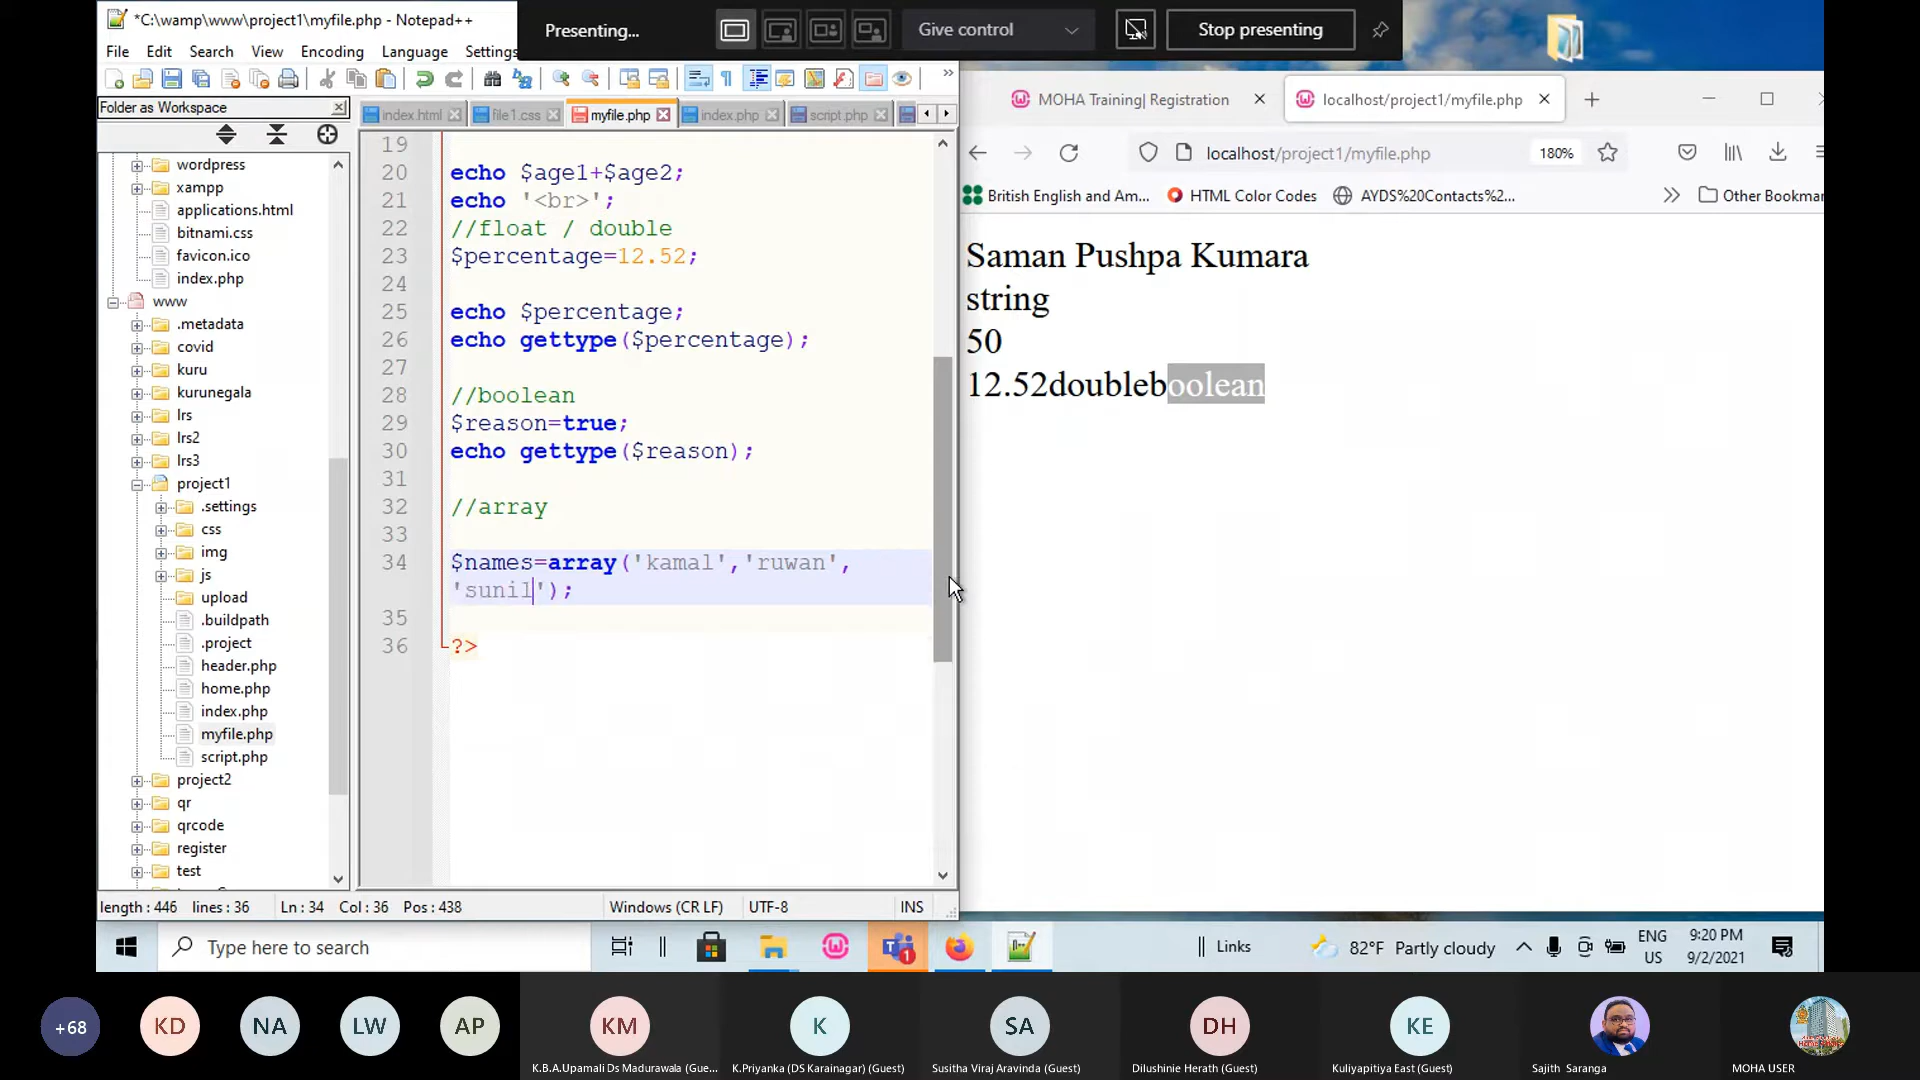 *C:\wamp\www\project1\myfile.php - Notepad++
Presenting...
Give control
Stop presenting
File Edit Search View Encoding Language Settings
Folder as Workspace
index.html
file1.css
myfile.php
index.php
script.php
wordpress
xampp
applications.html
bitnami.css
favicon.ico
index.php
www
.metadata
covid
kuru
kurunegala
lrs
lrs2
lrs3
project1
.settings
css
img
js
upload
.buildpath
.project
header.php
home.php
index.php
myfile.php
script.php
project2
qr
qrcode
register
test
19
20 echo $age1+$age2;
21 echo '<br>';
22 //float / double
23 $percentage=12.52;
24
25 echo $percentage;
26 echo gettype($percentage);
27
28 //boolean
29 $reason=true;
30 echo gettype($reason);
31
32 //array
33
34 $names=array('kamal','ruwan',
'sunil');
35
36 ?>
length : 446 lines : 36 Ln : 34 Col : 36 Pos : 438 Windows (CR LF) UTF-8 INS
MOHA Training| Registration
localhost/project1/myfile.php
localhost/project1/myfile.php
180%
British English and Am...
HTML Color Codes
AYDS%20Contacts%2...
Other Bookmar
Saman Pushpa Kumara
string
50
12.52doubleboolean
Type here to search
1
Links
82°F Partly cloudy
ENG
US
9:20 PM
9/2/2021
+68
KD
NA
LW
AP
KM
K
SA
DH
KE
K.B.A.Upamali Ds Madurawala (Gue...
K.Priyanka (DS Karainagar) (Guest)
Susitha Viraj Aravinda (Guest)
Dilushinie Herath (Guest)
Kuliyapitiya East (Guest)
Sajith Saranga
MOHA USER